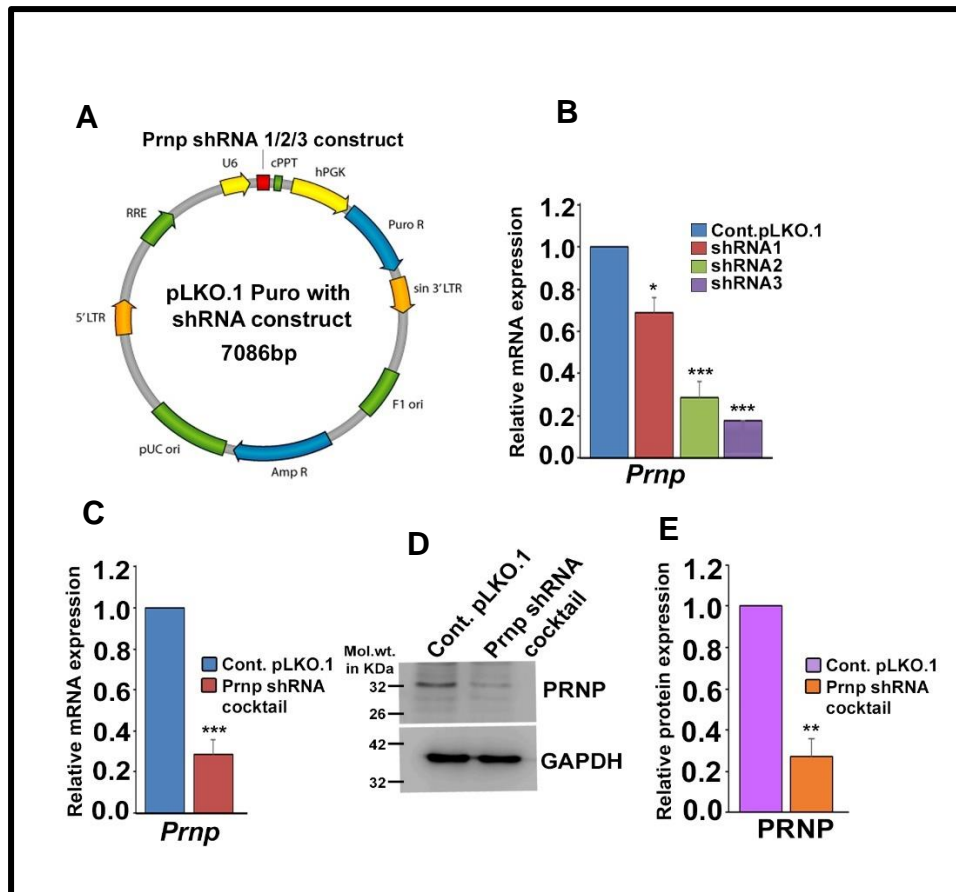 A
Prnp shRNA 1/2/3 construct
U6
cPPT
hPGK
RRE
Puro R
sin 3'LTR
5'LTR
pLKO.1 Puro with
shRNA construct
7086bp
F1 ori
pUC ori
Amp R
B
Relative mRNA expression
1.2
1.0
0.8
0.6
0.4
0.2
0.0
Cont.pLKO.1
shRNA1
shRNA2
shRNA3
*
***
***
Prnp
C
Relative mRNA expression
1.2
1.0
0.8
0.6
0.4
0.2
0.0
Cont. pLKO.1
Prnp shRNA
cocktail
***
Prnp
D
Cont. pLKO.1
Prnp shRNA
cocktail
Mol.wt.
in KDa
32
26
PRNP
42
32
GAPDH
E
Relative protein expression
1.2
1.0
0.8
0.6
0.4
0.2
0.0
Cont. pLKO.1
Prnp shRNA
cocktail
**
PRNP